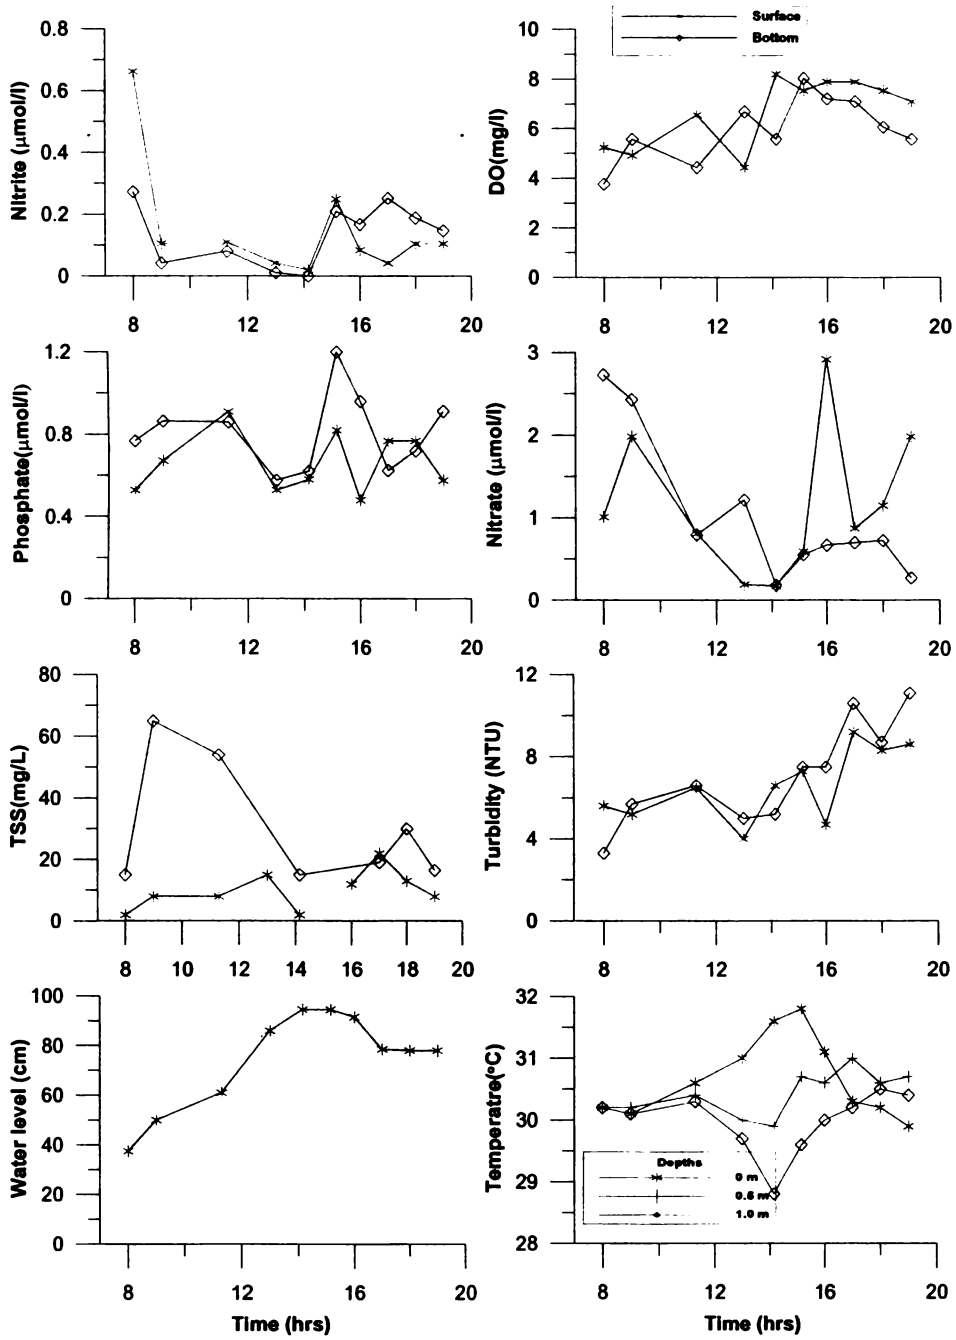 Surface
Bottom
0.8
0.6
0.4
0.2
0
Nitrite (μmol/l)
8 12 16 20
10
8
6
4
2
0
DO(mg/l)
8 12 16 20
1.2
0.8
0.4
0
Phosphate(μmol/l)
8 12 16 20
3
2
1
0
Nitrate (μmol/l)
8 12 16 20
80
60
40
20
0
TSS(mg/L)
8 10 12 14 16 18 20
12
8
4
0
Turbidity (NTU)
8 12 16 20
100
80
60
40
20
0
Water level (cm)
8 12 16 20
Time (hrs)
32
31
30
29
28
Temperatre(°C)
Depths
0 m
0.5 m
1.0 m
8 12 16 20
Time (hrs)